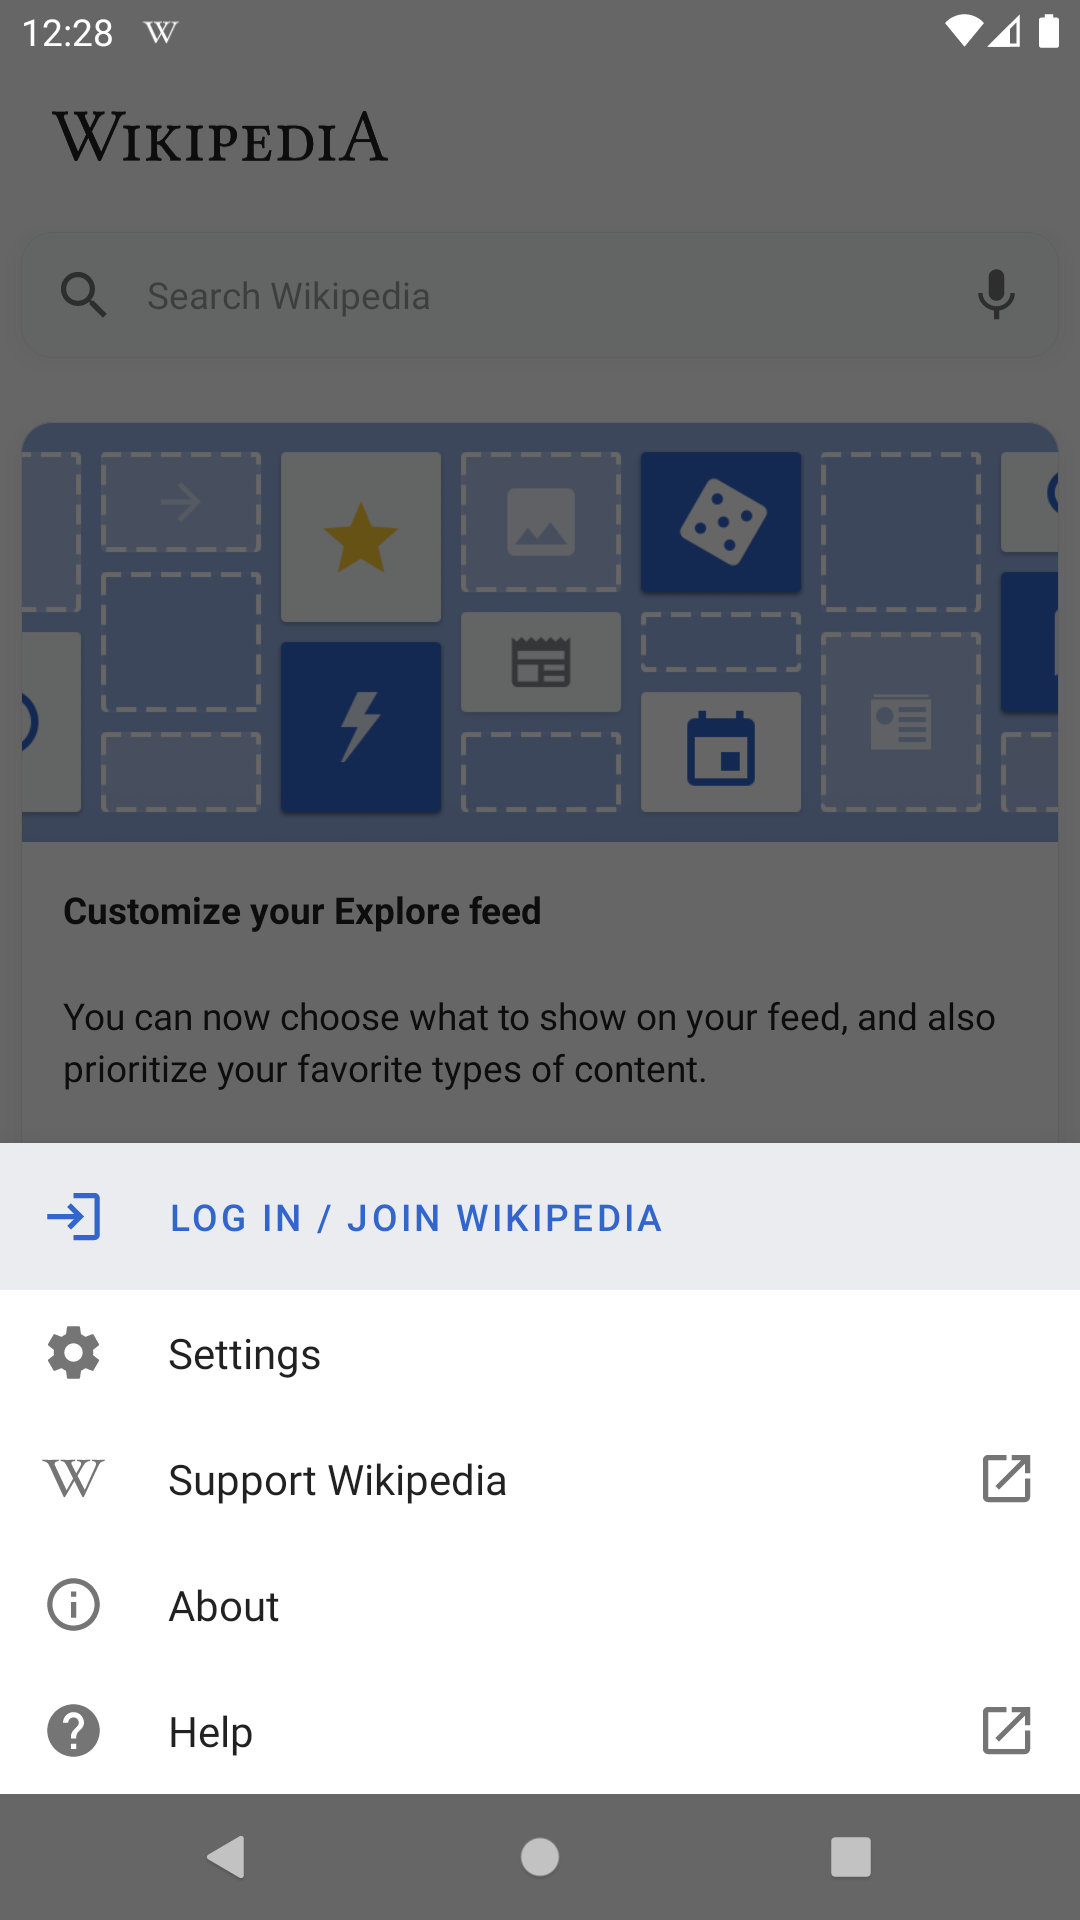 12:28
WIKIPEDIA
Search Wikipedia
Customize your Explore feed
You can now choose what to show on your feed, and also
prioritize your favorite types of content.
LOG IN / JOIN WIKIPEDIA
Settings
Support Wikipedia
About
Help